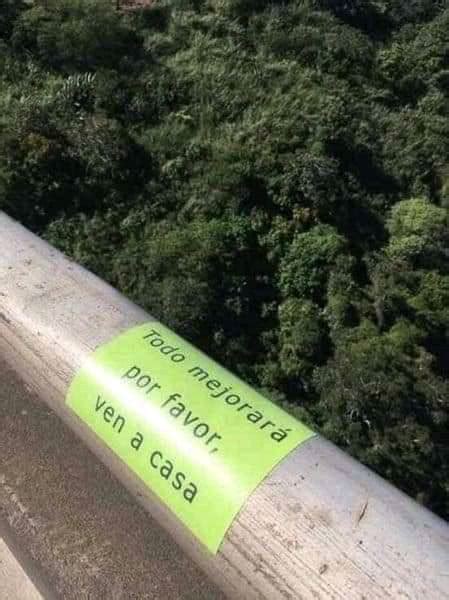 Todo mejorará
por favor,
ven a casa